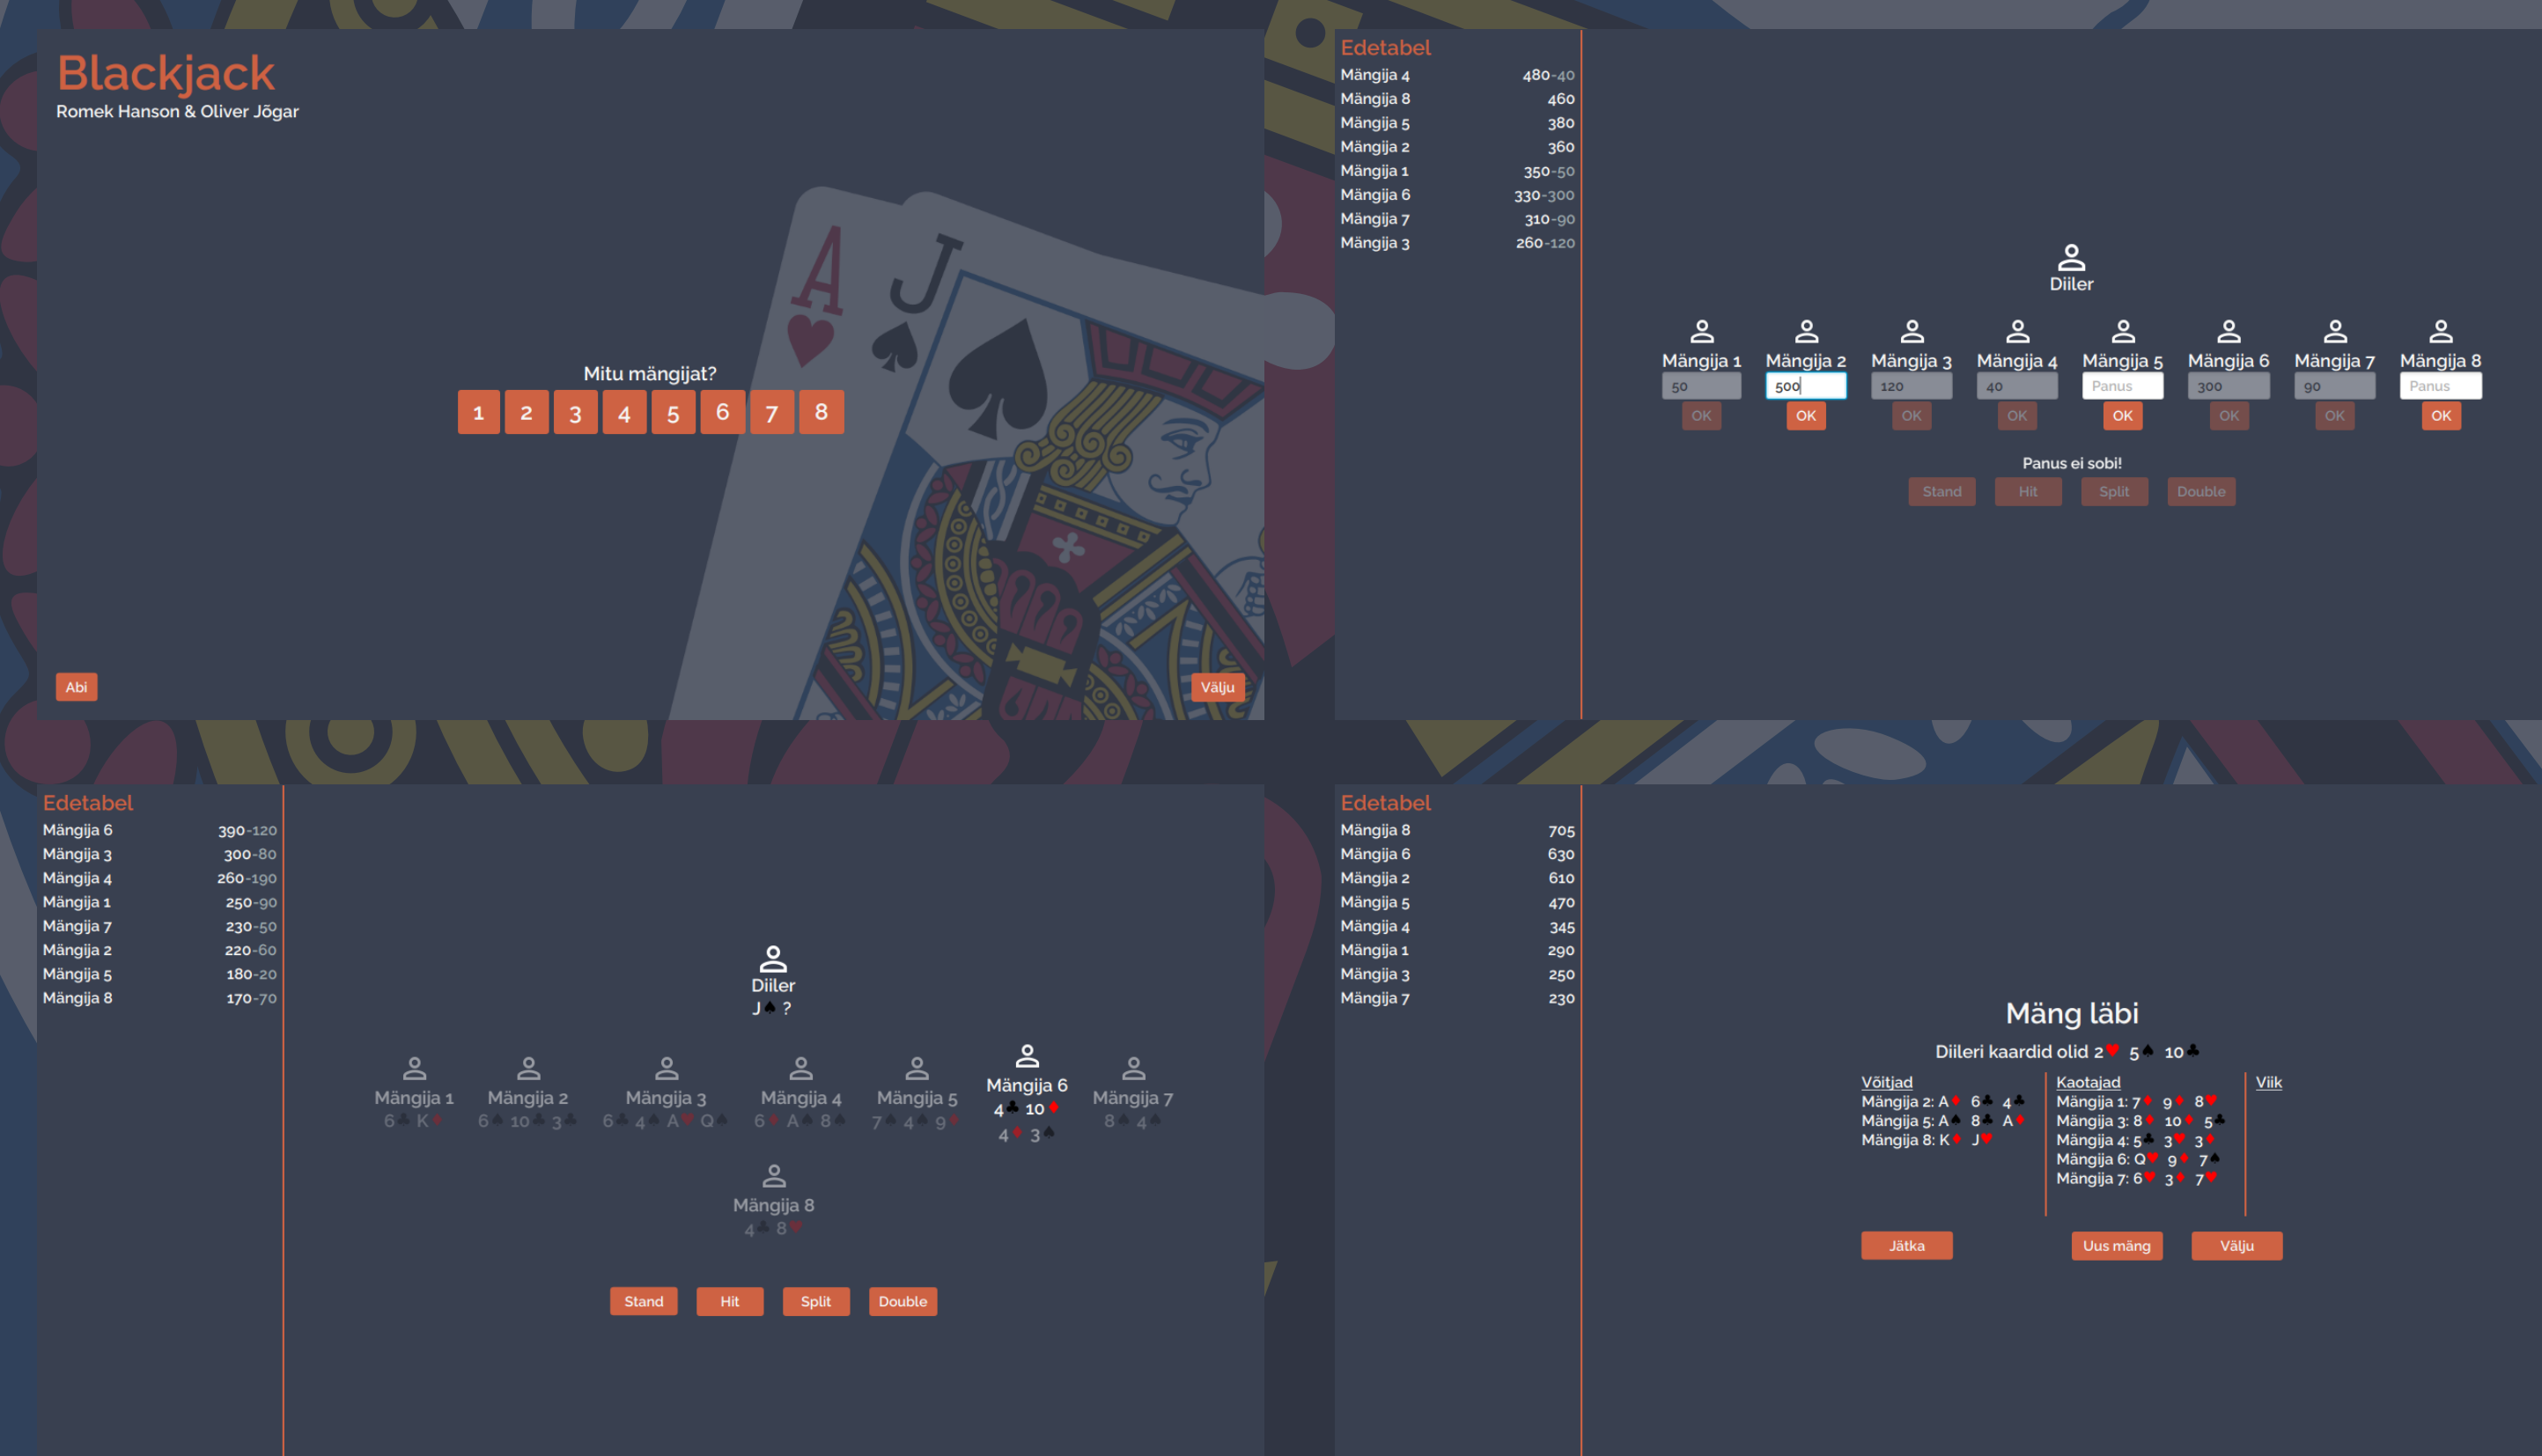 Blackjack
Romek Hanson & Oliver Jõgar
A
J
Mitu mängijat?
1 2 3 4 5 6 7 8
Abi
Välju
Edetabel
Mängija 4 480-40
Mängija 8 460
Mängija 5 380
Mängija 2 360
Mängija 1 350-50
Mängija 6 330-300
Mängija 7 310-90
Mängija 3 260-120
Diiler
Mängija 1 Mängija 2 Mängija 3 Mängija 4 Mängija 5 Mängija 6 Mängija 7 Mängija 8
50 500 120 40 Panus 300 90 Panus
OK OK OK OK OK OK OK OK
Panus ei sobi!
Stand Hit Split Double
Edetabel
Mängija 6 390-120
Mängija 3 300-80
Mängija 4 260-190
Mängija 1 250-90
Mängija 7 230-50
Mängija 2 220-60
Mängija 5 180-20
Mängija 8 170-70
Diiler
J♠ ?
Mängija 1 Mängija 2 Mängija 3 Mängija 4 Mängija 5 Mängija 6 Mängija 7
6♣ K♦ 6♠ 10♣ 3♣ 6♣ 4♠ A♥ Q♠ 6♦ A♠ 8♠ 7♠ 4♠ 9♦ 4♣ 10♦ 8♠ 4♠
4♦ 3♠
Mängija 8
4♣ 8♥
Stand Hit Split Double
Edetabel
Mängija 8 705
Mängija 6 630
Mängija 2 610
Mängija 5 470
Mängija 4 345
Mängija 1 290
Mängija 3 250
Mängija 7 230
Mäng läbi
Diileri kaardid olid 2♥ 5♠ 10♣
Võitjad
Mängija 2: A♦ 6♣ 4♣
Mängija 5: A♠ 8♣ A♦
Mängija 8: K♦ J♥
Kaotajad
Mängija 1: 7♦ 9♦ 8♥
Mängija 3: 8♦ 10♦ 5♣
Mängija 4: 5♣ 3♥ 3♦
Mängija 6: Q♥ 9♦ 7♠
Mängija 7: 6♥ 3♦ 7♥
Viik
Jätka
Uus mäng
Välju